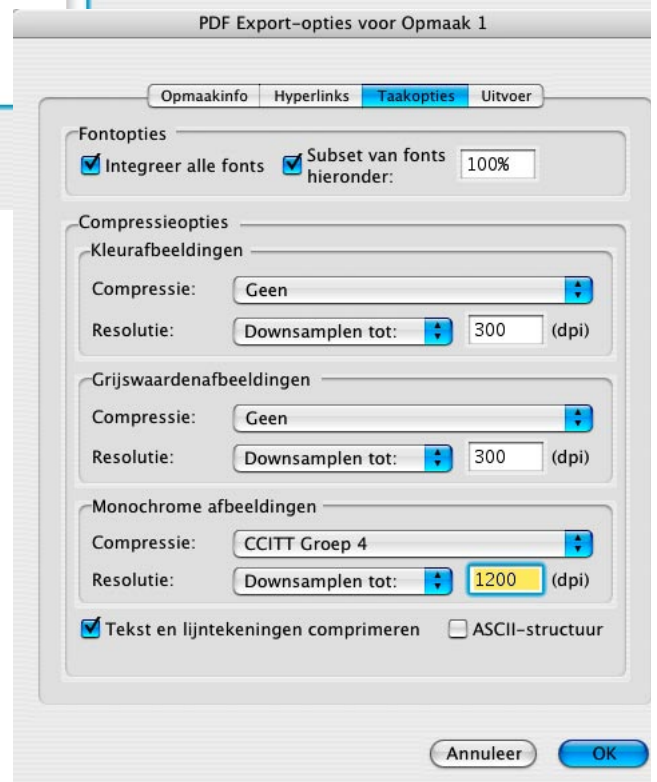 PDF Export-opties voor Opmaak 1
Opmaakinfo Hyperlinks Taakopties Uitvoer
Fontopties
Integreer alle fonts Subset van fonts hieronder: 100%
Compressieopties
Kleurafbeeldingen
Compressie: Geen
Resolutie: Downsamplen tot: 300 (dpi)
Grijswaardenafbeeldingen
Compressie: Geen
Resolutie: Downsamplen tot: 300 (dpi)
Monochrome afbeeldingen
Compressie: CCITT Groep 4
Resolutie: Downsamplen tot: 1200 (dpi)
Tekst en lijntekeningen comprimeren ASCII-structuur
Annuleer OK